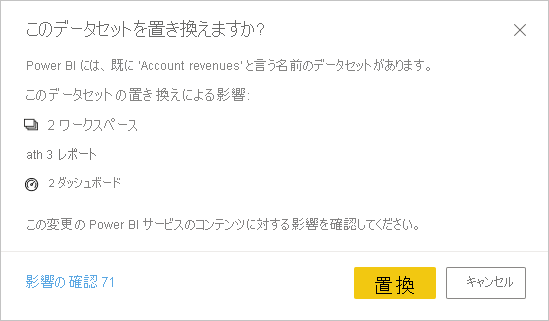 このデータセットを置き換えますか?
Power BI には、既に 'Account revenues' と言う名前のデータセットがあります。
このデータセットの置き換えによる影響:
2 ワークスペース
ath 3 レポート
2 ダッシュボード
この変更の Power BI サービスのコンテンツに対する影響を確認してください。
影響の確認 71
置換
キャンセル